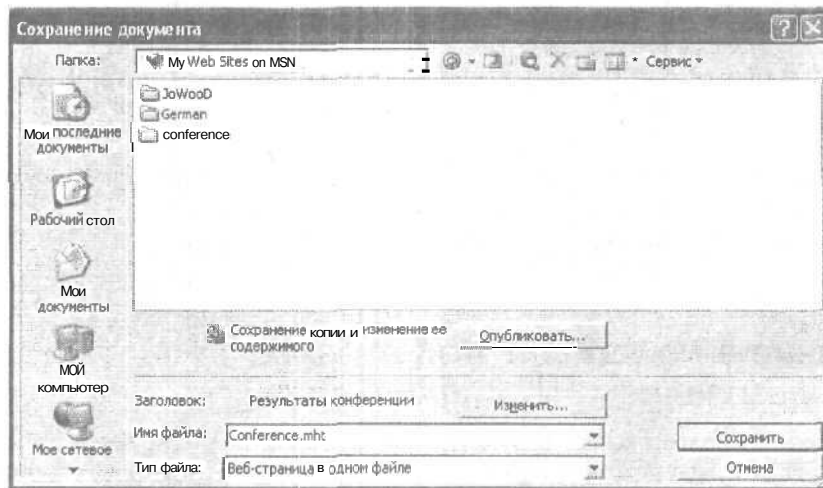 Сохранение документа
Папка: My Web Sites on MSN Сервис
JoWooD
German
conference
Мои последние документы
Рабочий стол
Мои документы
МОЙ компьютер
Мое сетевое
Сохранение копии и изменение ее содержимого
Опубликовать...
Заголовок: Результаты конференции Изменить...
Имя файла: Conference.mht Сохранить
Тип файла: Веб-страница в одном файле Отмена